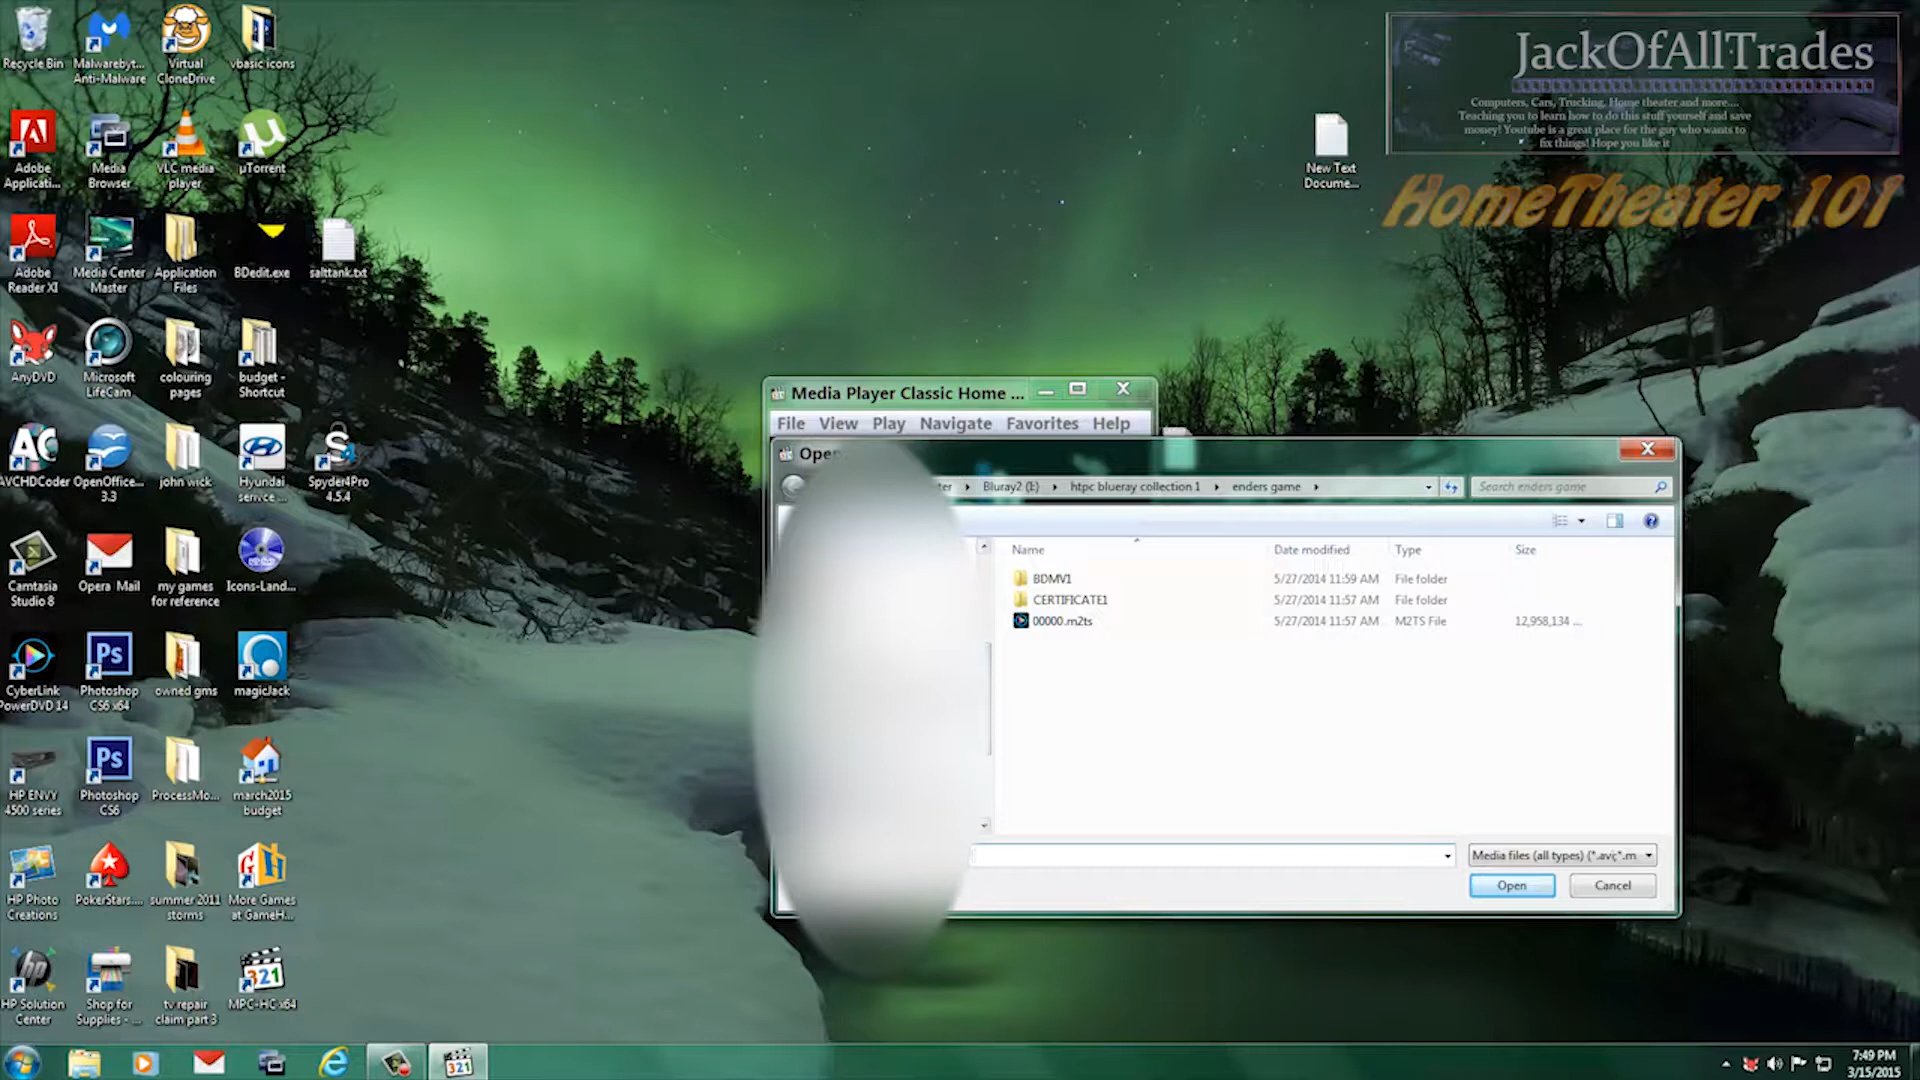 Recycle Bin
Malwarebyt... Anti-Malware
Virtual CloneDrive
vbasic icons
Adobe Applicati...
Media Browser
VLC media player
µTorrent
Adobe Reader XI
Media Center Master
Application Files
BDedit.exe
salttank.txt
AnyDVD
Microsoft LifeCam
colouring pages
budget - Shortcut
AVCHDCoder
OpenOffice... 3.3
john wick
Hyundai serivce ...
Spyder4Pro 4.5.4
Camtasia Studio 8
Opera Mail
my games for reference
Icons-Land...
CyberLink PowerDVD 14
Photoshop CS6 x64
owned gms
magicJack
HP ENVY 4500 series
Photoshop CS6
ProcessMo...
march2015 budget
HP Photo Creations
PokerStars....
summer 2011 storms
More Games at GameH...
HP Solution Center
Shop for Supplies - ...
tv repair claim part 3
MPC-HC x64
New Text Docume...
JackOfAllTrades
Computers, Cars, Trucking, Home theater and more....
Teaching you to learn how to do this stuff yourself and save
money! Youtube is a great place for the guy who wants to
fix things! Hope you like it
HomeTheater 101
Media Player Classic Home ...
File View Play Navigate Favorites Help
Open
ter Bluray2 (I:) htpc blueray collection 1 enders game
Search enders game
Name Date modified Type Size
BDMV1 5/27/2014 11:59 AM File folder
CERTIFICATE1 5/27/2014 11:57 AM File folder
00000.m2ts 5/27/2014 11:57 AM M2TS File 12,958,134 ...
Media files (all types) (*.avi;*.m
Open Cancel
7:49 PM
3/15/2015